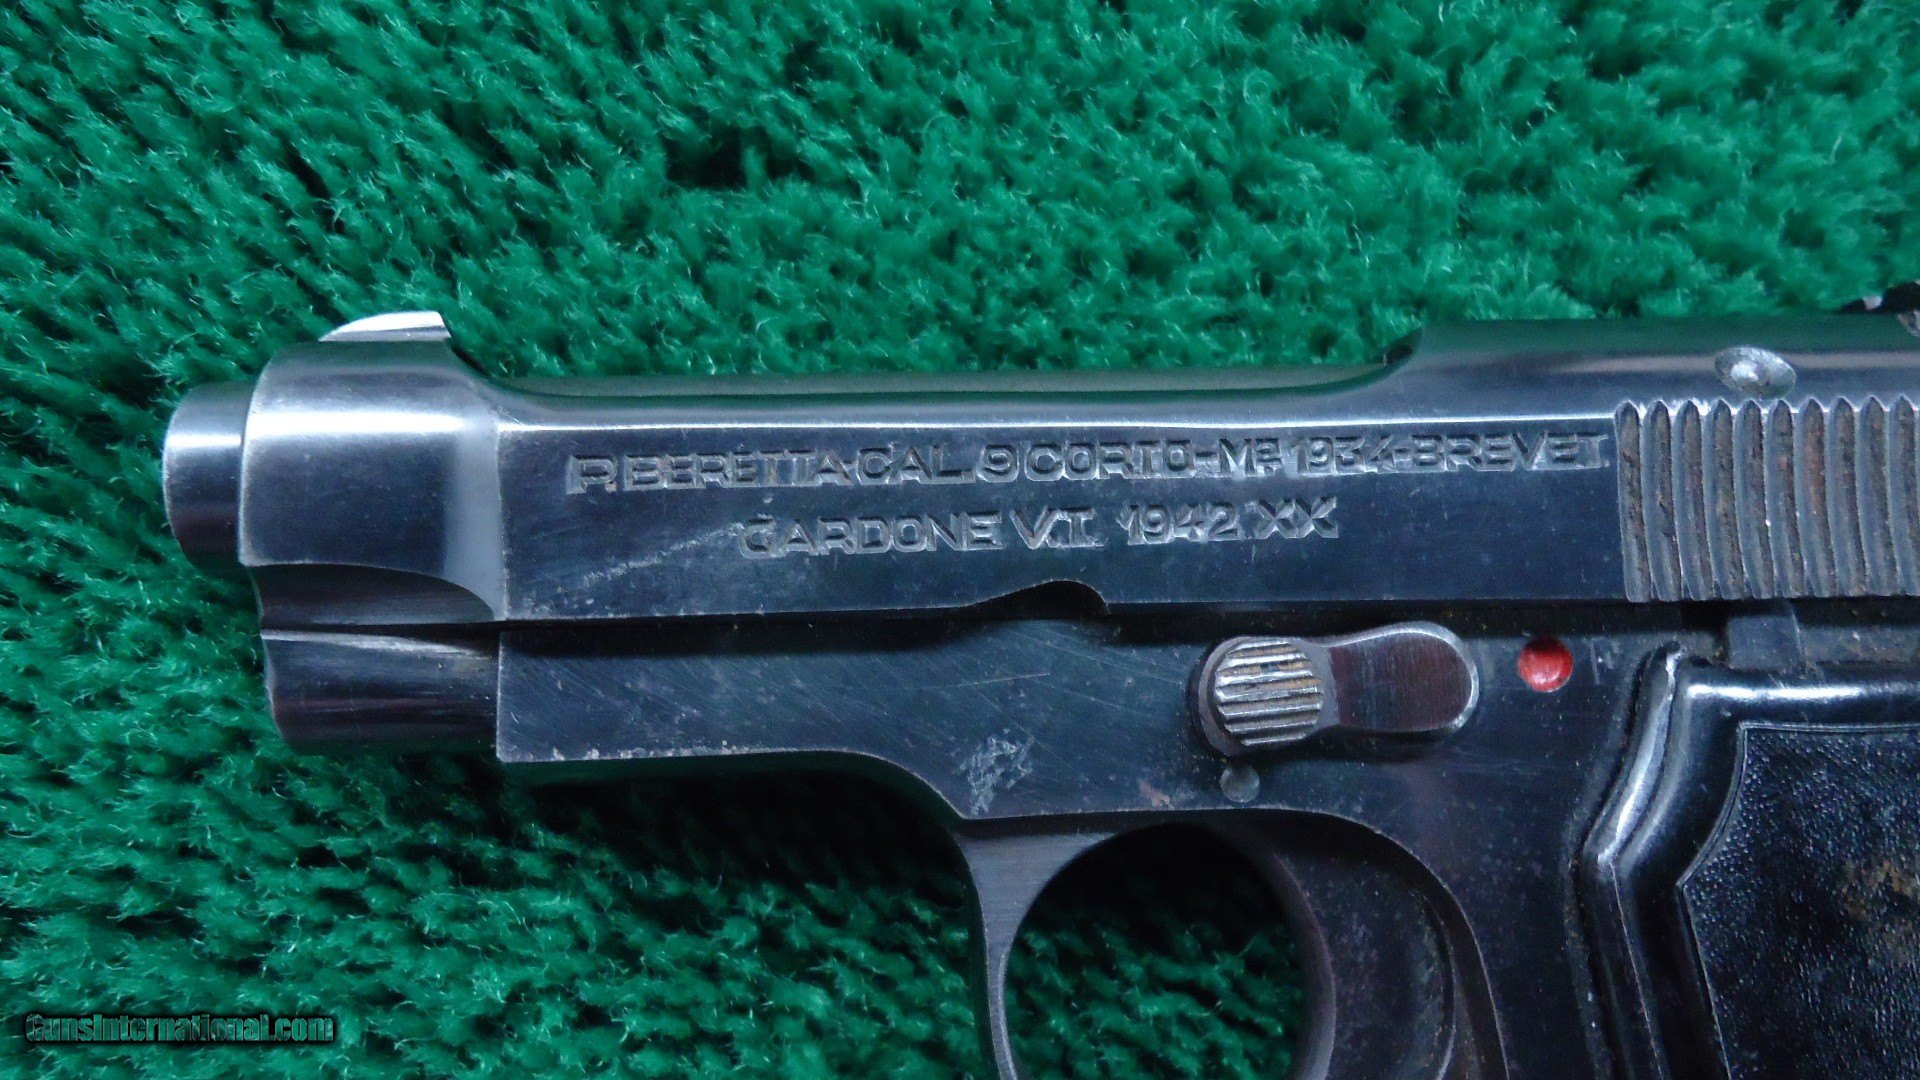 P. BERETTA-CAL. 9 CORTO-Mº 1934-BREVET.
GARDONE V.T. 1942 XX
GunsInternational.com